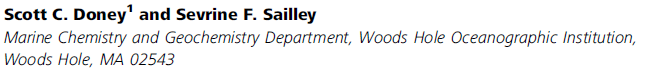 Scott C. Doney¹ and Sevrine F. Sailley
Marine Chemistry and Geochemistry Department, Woods Hole Oceanographic Institution,
Woods Hole, MA 02543